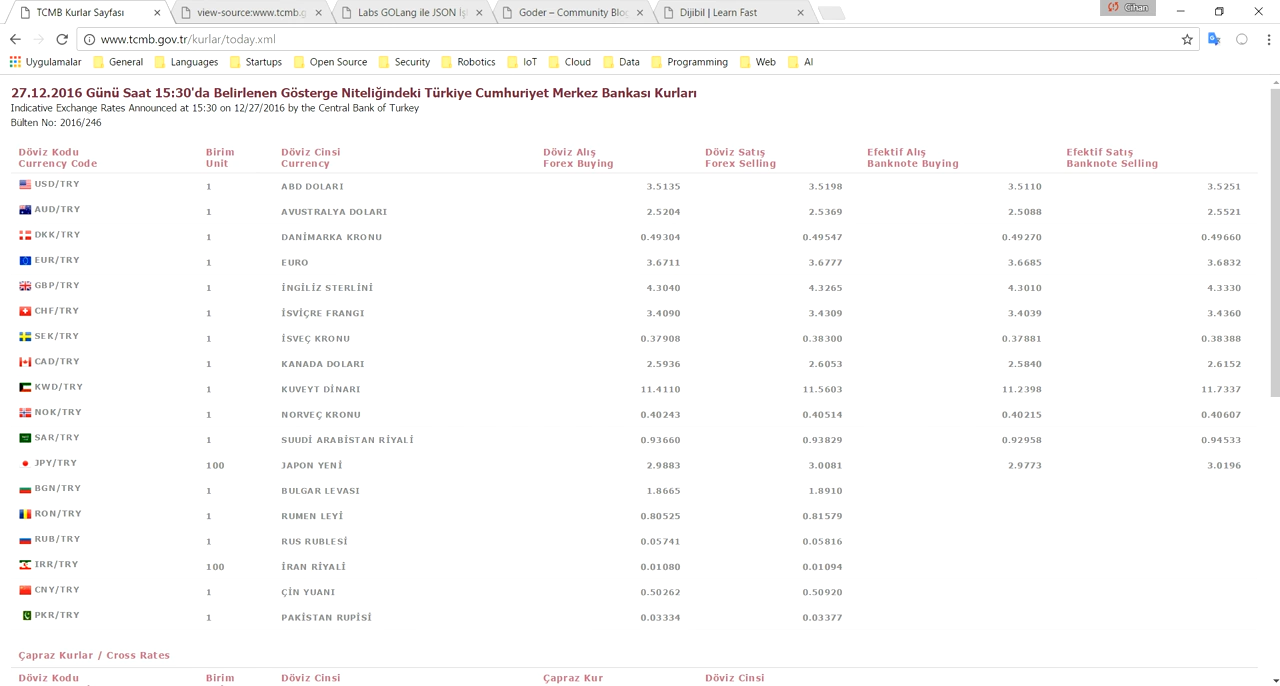 TCMB Kurlar Sayfası
view-source:www.tcmb.g
Labs GOLang ile JSON İş
Goder – Community Bloc
Dijibil | Learn Fast
Cihan
www.tcmb.gov.tr/kurlar/today.xml
Uygulamalar General Languages Startups Open Source Security Robotics IoT Cloud Data Programming Web AI
27.12.2016 Günü Saat 15:30'da Belirlenen Gösterge Niteliğindeki Türkiye Cumhuriyet Merkez Bankası Kurları
Indicative Exchange Rates Announced at 15:30 on 12/27/2016 by the Central Bank of Turkey
Bülten No: 2016/246
Döviz Kodu Birim Döviz Cinsi Döviz Alış Döviz Satış Efektif Alış Efektif Satış
Currency Code Unit Currency Forex Buying Forex Selling Banknote Buying Banknote Selling
USD/TRY 1 ABD DOLARI 3.5135 3.5198 3.5110 3.5251
AUD/TRY 1 AVUSTRALYA DOLARI 2.5204 2.5369 2.5088 2.5521
DKK/TRY 1 DANİMARKA KRONU 0.49304 0.49547 0.49270 0.49660
EUR/TRY 1 EURO 3.6711 3.6777 3.6685 3.6832
GBP/TRY 1 İNGİLİZ STERLİNİ 4.3040 4.3265 4.3010 4.3330
CHF/TRY 1 İSVİÇRE FRANGI 3.4090 3.4309 3.4039 3.4360
SEK/TRY 1 İSVEÇ KRONU 0.37908 0.38300 0.37881 0.38388
CAD/TRY 1 KANADA DOLARI 2.5936 2.6053 2.5840 2.6152
KWD/TRY 1 KUVEYT DİNARI 11.4110 11.5603 11.2398 11.7337
NOK/TRY 1 NORVEÇ KRONU 0.40243 0.40514 0.40215 0.40607
SAR/TRY 1 SUUDİ ARABİSTAN RİYALİ 0.93660 0.93829 0.92958 0.94533
JPY/TRY 100 JAPON YENİ 2.9883 3.0081 2.9773 3.0196
BGN/TRY 1 BULGAR LEVASI 1.8665 1.8910
RON/TRY 1 RUMEN LEYİ 0.80525 0.81579
RUB/TRY 1 RUS RUBLESİ 0.05741 0.05816
IRR/TRY 100 İRAN RİYALİ 0.01080 0.01094
CNY/TRY 1 ÇİN YUANI 0.50262 0.50920
PKR/TRY 1 PAKİSTAN RUPİSİ 0.03334 0.03377
Çapraz Kurlar / Cross Rates
Döviz Kodu Birim Döviz Cinsi Çapraz Kur Döviz Cinsi